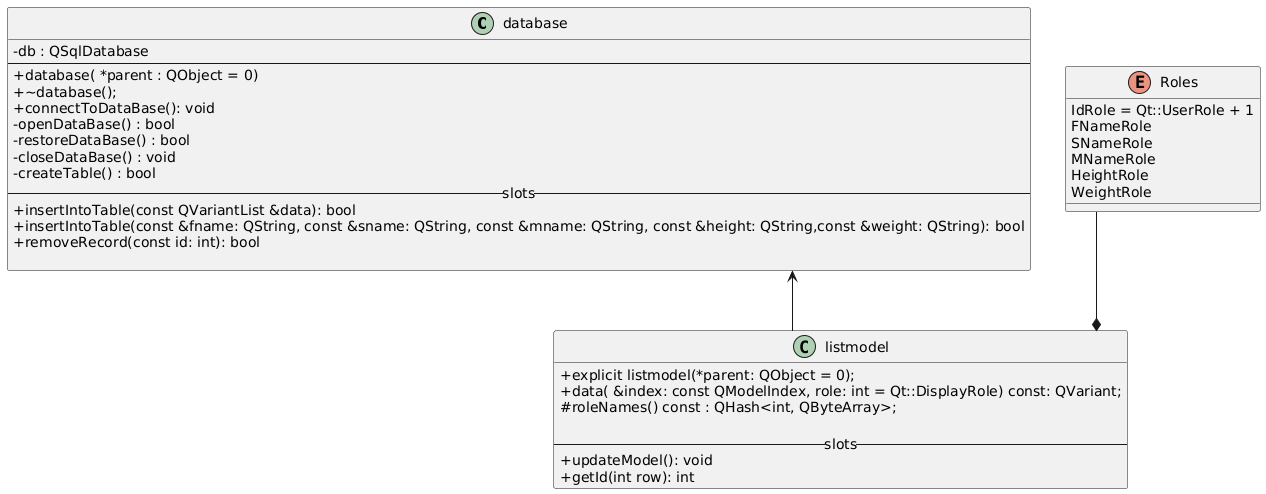 C database
-db : QSqlDatabase
+database( *parent : QObject = 0)
+~database();
+connectToDataBase(): void
-openDataBase() : bool
-restoreDataBase() : bool
-closeDataBase() : void
-createTable() : bool
slots
+insertIntoTable(const QVariantList &data): bool
+insertIntoTable(const &fname: QString, const &sname: QString, const &mname: QString, const &height: QString,const &weight: QString): bool
+removeRecord(const id: int): bool
E Roles
IdRole = Qt::UserRole + 1
FNameRole
SNameRole
MNameRole
HeightRole
WeightRole
C listmodel
+explicit listmodel(*parent: QObject = 0);
+data( &index: const QModelIndex, role: int = Qt::DisplayRole) const: QVariant;
#roleNames() const : QHash<int, QByteArray>;
slots
+updateModel(): void
+getId(int row): int